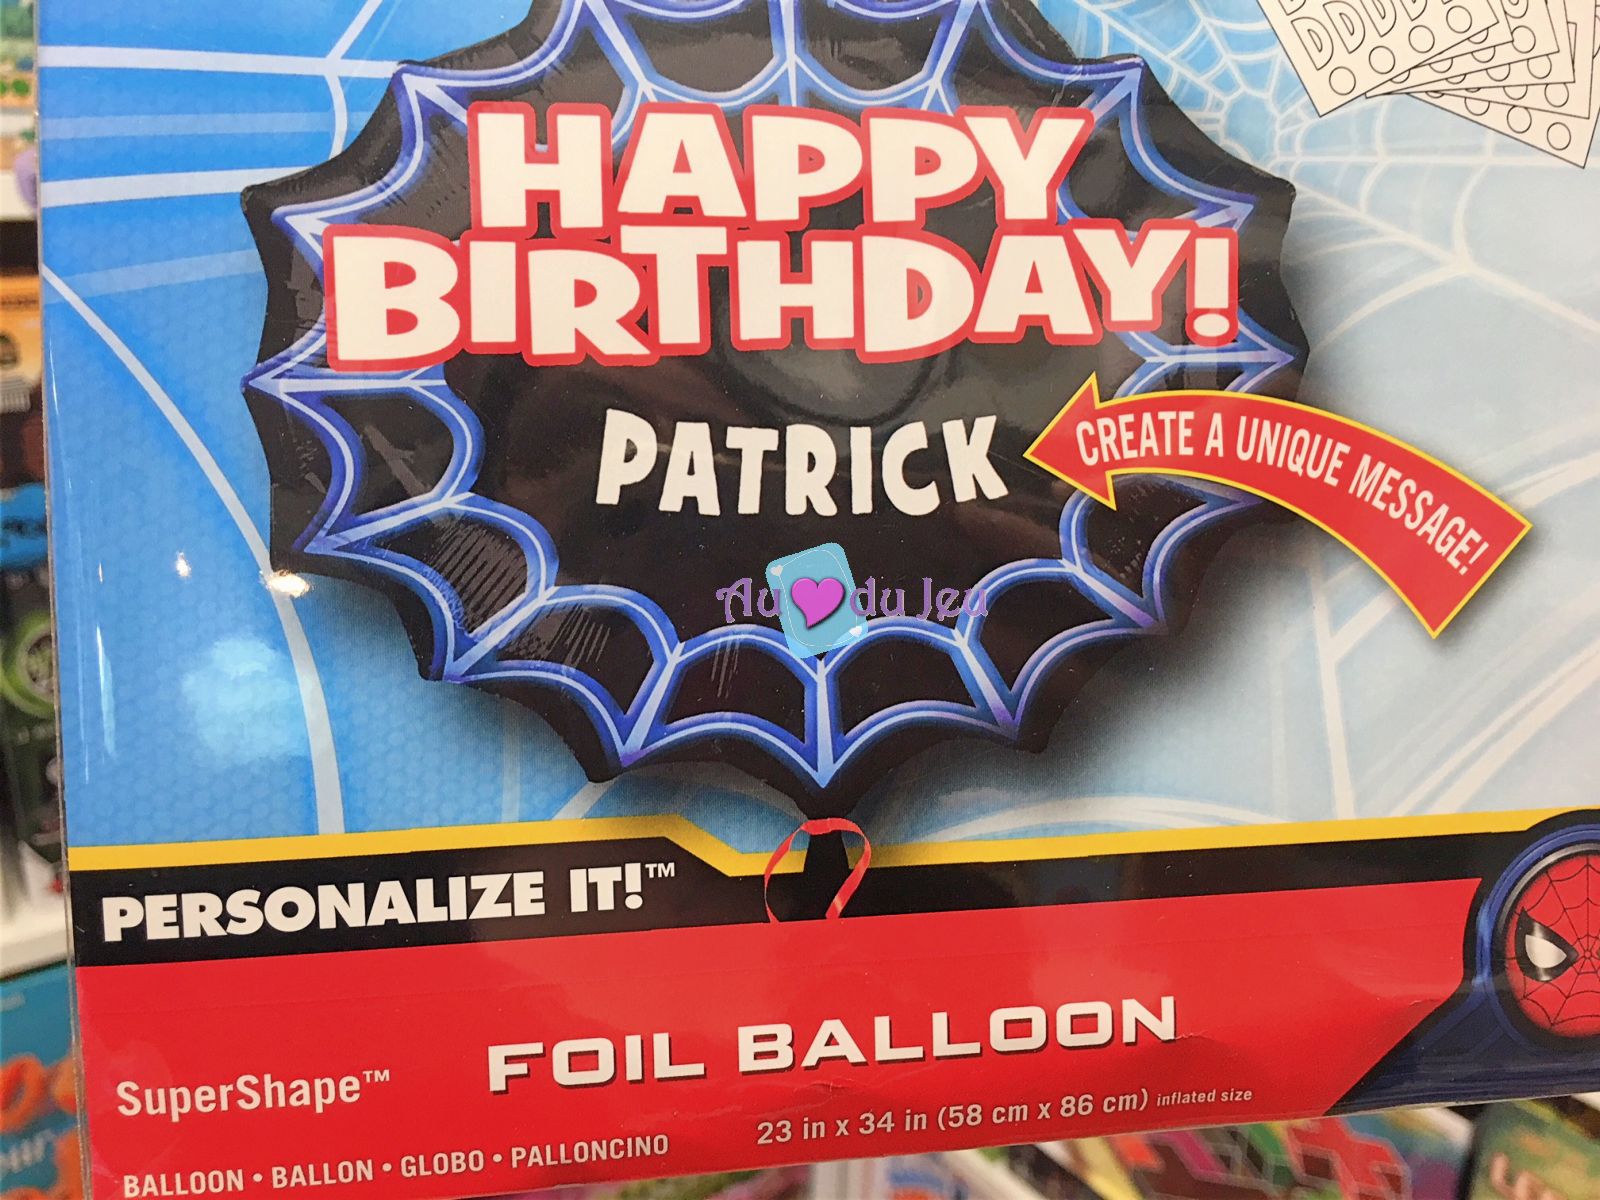 HAPPY
BIRTHDAY!
PATRICK
CREATE A UNIQUE MESSAGE!
Au du Jeu
PERSONALIZE IT!™
FOIL BALLOON
SuperShape™
23 in x 34 in (58 cm x 86 cm) inflated size
BALLOON • BALLON • GLOBO • PALLONCINO